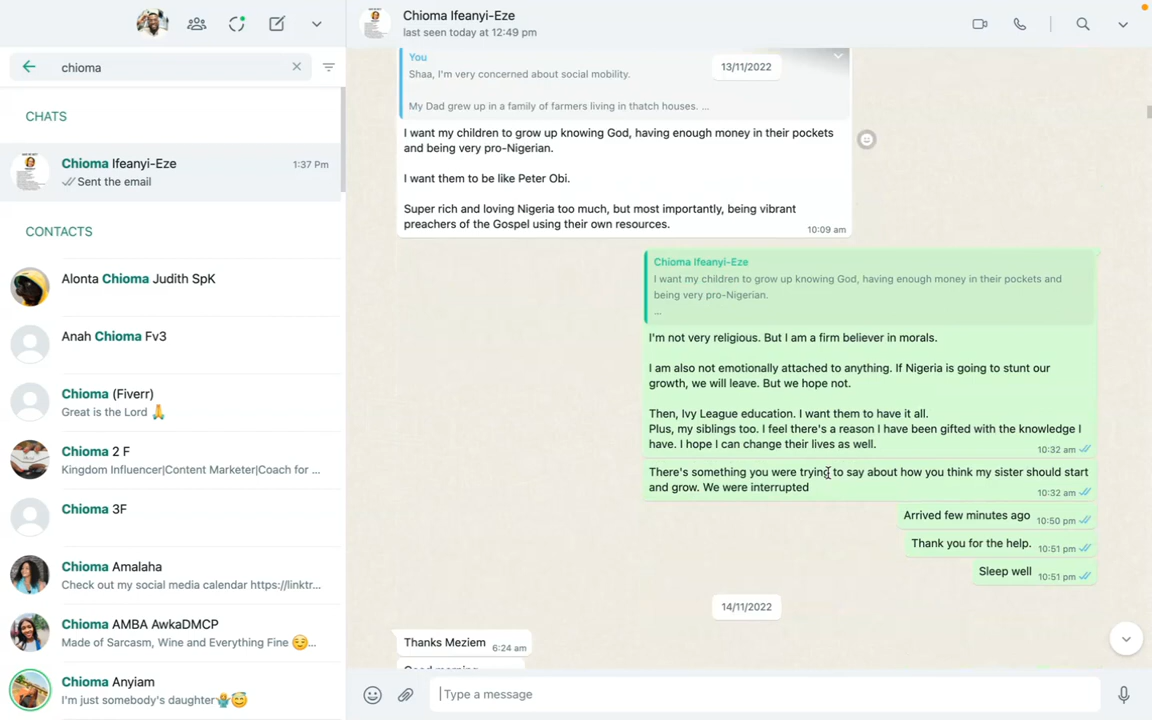 chioma
CHATS
Chioma Ifeanyi-Eze
1:37 Pm
Sent the email
CONTACTS
Alonta Chioma Judith SpK
Anah Chioma Fv3
Chioma (Fiverr)
Great is the Lord 🙏
Chioma 2 F
Kingdom Influencer|Content Marketer|Coach for ...
Chioma 3F
Chioma Amalaha
Check out my social media calendar https://linktr...
Chioma AMBA AwkaDMCP
Made of Sarcasm, Wine and Everything Fine 😌...
Chioma Anyiam
I'm just somebody's daughter🤷😇
Chioma Ifeanyi-Eze
last seen today at 12:49 pm
You
Shaa, I'm very concerned about social mobility.
13/11/2022
My Dad grew up in a family of farmers living in thatch houses. ...
I want my children to grow up knowing God, having enough money in their pockets
and being very pro-Nigerian.
I want them to be like Peter Obi.
Super rich and loving Nigeria too much, but most importantly, being vibrant
preachers of the Gospel using their own resources.
10:09 am
Chioma Ifeanyi-Eze
I want my children to grow up knowing God, having enough money in their pockets and
being very pro-Nigerian.
...
I'm not very religious. But I am a firm believer in morals.
I am also not emotionally attached to anything. If Nigeria is going to stunt our
growth, we will leave. But we hope not.
Then, Ivy League education. I want them to have it all.
Plus, my siblings too. I feel there's a reason I have been gifted with the knowledge I
have. I hope I can change their lives as well.
10:32 am
There's something you were trying to say about how you think my sister should start
and grow. We were interrupted
10:32 am
Arrived few minutes ago
10:50 pm
Thank you for the help.
10:51 pm
Sleep well
10:51 pm
14/11/2022
Thanks Meziem
6:24 am
Good morning
Type a message